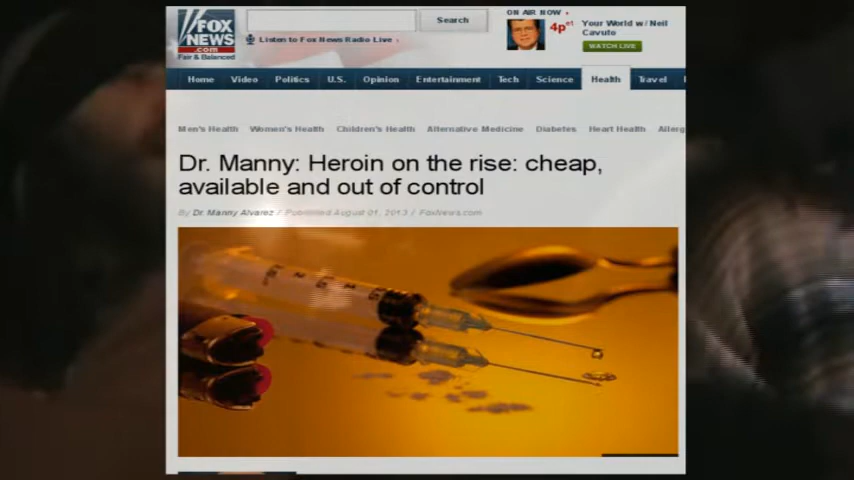 FOX
NEWS
.com
Fair & Balanced
Search
Listen to Fox News Radio Live ›
ON AIR NOW ›
4p et
Your World w/ Neil
Cavuto
WATCH LIVE
Home Video Politics U.S. Opinion Entertainment Tech Science Health Travel
Men's Health Women's Health Children's Health Alternative Medicine Diabetes Heart Health Allerg
Dr. Manny: Heroin on the rise: cheap,
available and out of control
By Dr. Manny Alvarez / Published August 01, 2013 / FoxNews.com